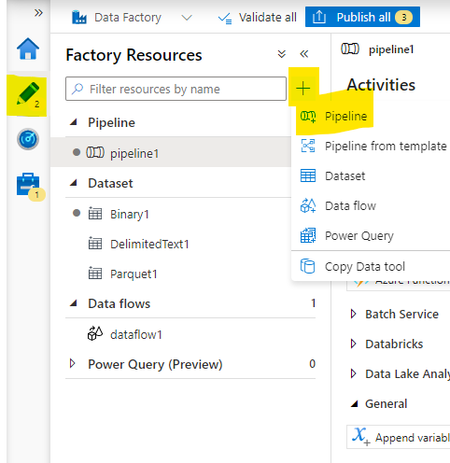 »
Data Factory
Validate all
Publish all 3
Factory Resources
«
pipeline1
Filter resources by name
+
Activities
2
Pipeline
pipeline1
Dataset
Binary1
DelimitedText1
Parquet1
Data flows 1
dataflow1
Power Query (Preview) 0
1
Pipeline
Pipeline from template
Dataset
Data flow
Power Query
Copy Data tool
Azure Function
Batch Service
Databricks
Data Lake Analy
General
Append variabl